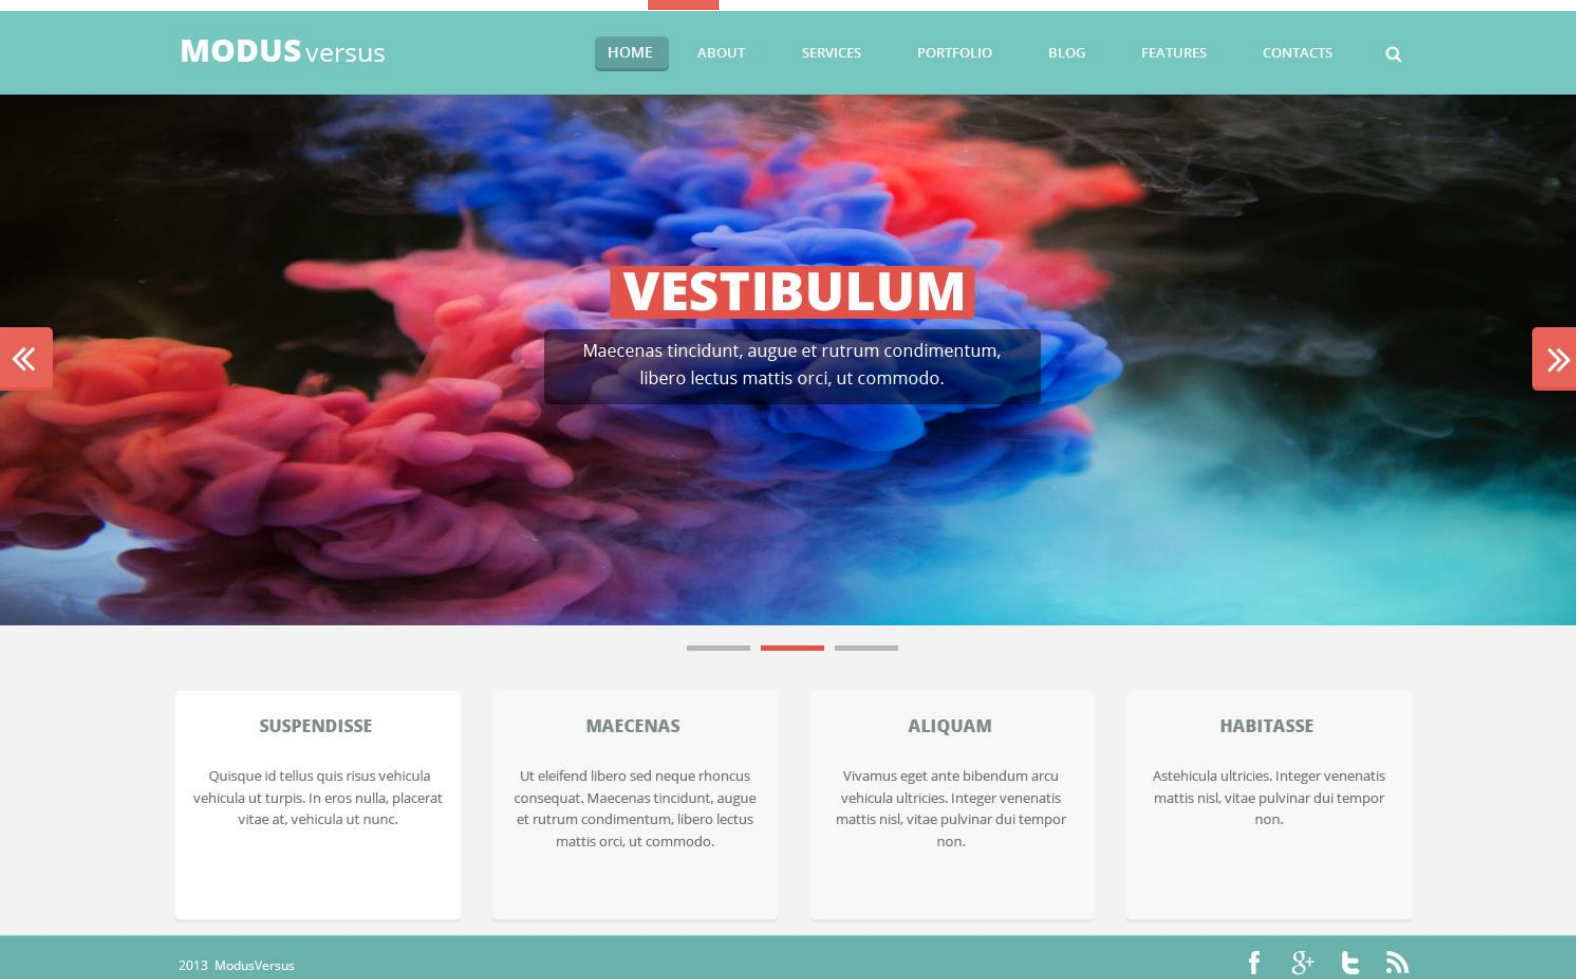 MODUS versus
HOME ABOUT SERVICES PORTFOLIO BLOG FEATURES CONTACTS
VESTIBULUM
Maecenas tincidunt, augue et rutrum condimentum,
libero lectus mattis orci, ut commodo.
SUSPENDISSE
Quisque id tellus quis risus vehicula
vehicula ut turpis. In eros nulla, placerat
vitae at, vehicula ut nunc.
MAECENAS
Ut eleifend libero sed neque rhoncus
consequat. Maecenas tincidunt, augue
et rutrum condimentum, libero lectus
mattis orci, ut commodo.
ALIQUAM
Vivamus eget ante bibendum arcu
vehicula ultricies. Integer venenatis
mattis nisl, vitae pulvinar dui tempor
non.
HABITASSE
Astehicula ultricies. Integer venenatis
mattis nisl, vitae pulvinar dui tempor
non.
2013 ModusVersus